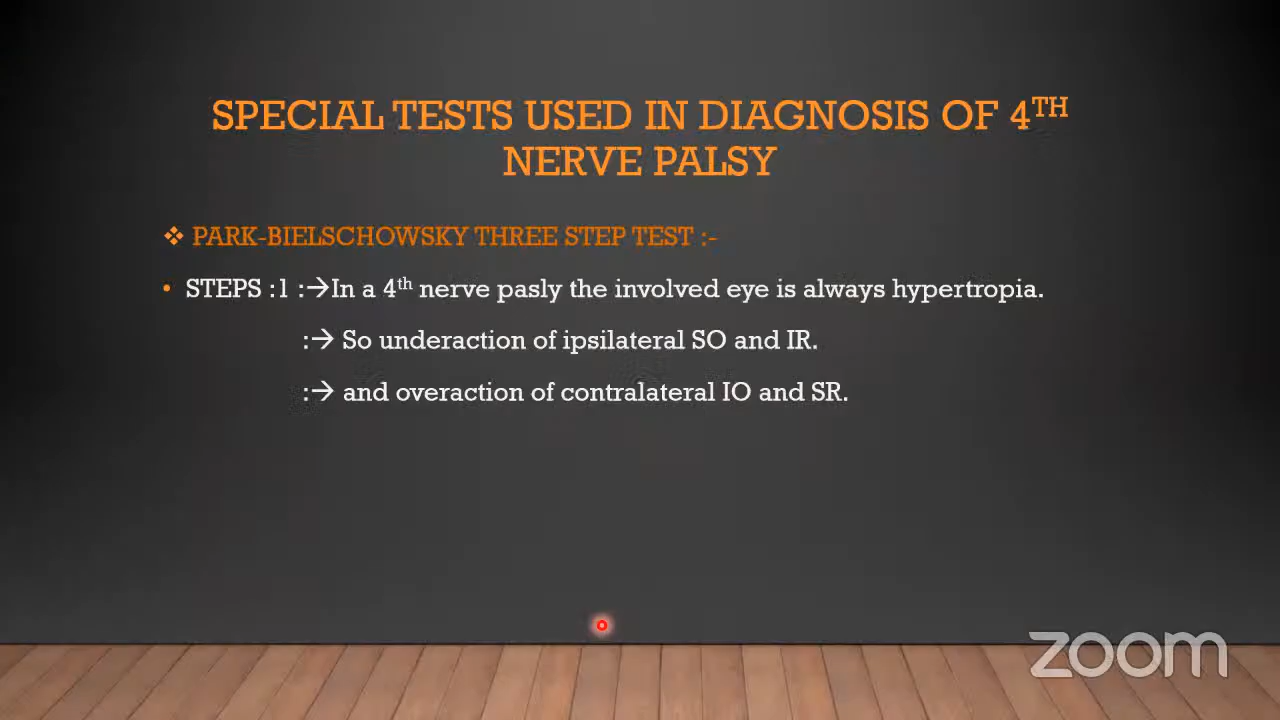 SPECIAL TESTS USED IN DIAGNOSIS OF 4TH
NERVE PALSY
❖ PARK-BIELSCHOWSKY THREE STEP TEST :-
• STEPS :1 :→In a 4th nerve pasly the involved eye is always hypertropia.
:→ So underaction of ipsilateral SO and IR.
:→ and overaction of contralateral IO and SR.
zoom